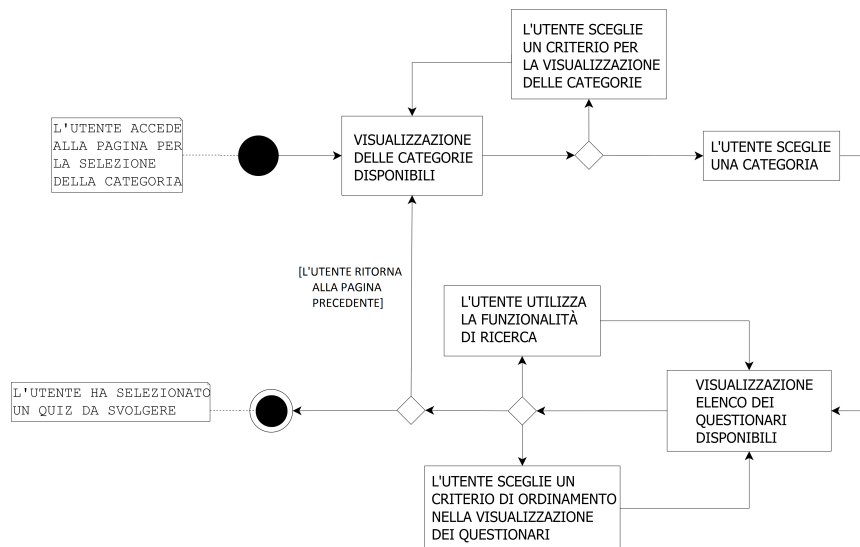 L'UTENTE SCEGLIE
UN CRITERIO PER
LA VISUALIZZAZIONE
DELLE CATEGORIE
L'UTENTE ACCEDE
ALLA PAGINA PER
LA SELEZIONE
DELLA CATEGORIA
VISUALIZZAZIONE
DELLE CATEGORIE
DISPONIBILI
L'UTENTE SCEGLIE
UNA CATEGORIA
[L'UTENTE RITORNA
ALLA PAGINA
PRECEDENTE]
L'UTENTE UTILIZZA
LA FUNZIONALITÀ
DI RICERCA
L'UTENTE HA SELEZIONATO
UN QUIZ DA SVOLGERE
VISUALIZZAZIONE
ELENCO DEI
QUESTIONARI
DISPONIBILI
L'UTENTE SCEGLIE UN
CRITERIO DI ORDINAMENTO
NELLA VISUALIZZAZIONE
DEI QUESTIONARI